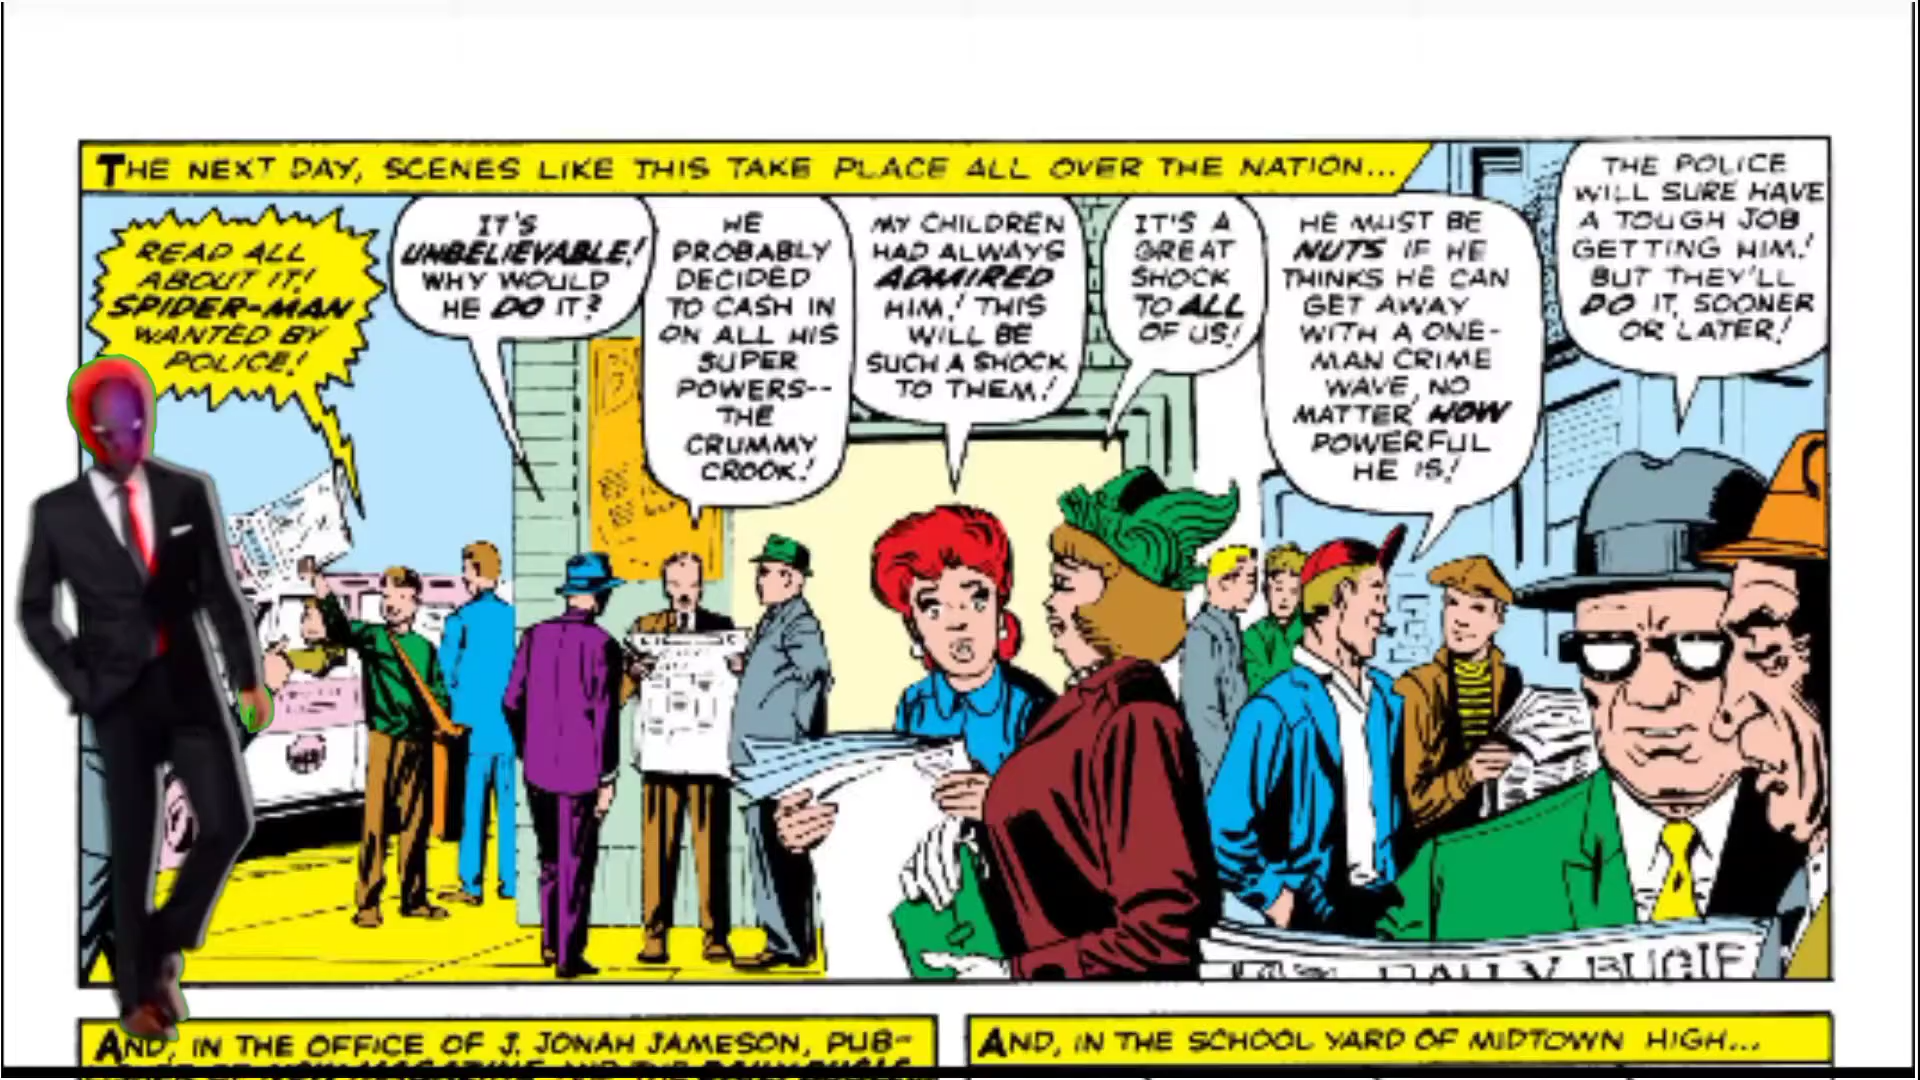 THE NEXT DAY, SCENES LIKE THIS TAKE PLACE ALL OVER THE NATION...
READ ALL
ABOUT IT!
SPIDER-MAN
WANTED BY
POLICE!
IT'S
UNBELIEVABLE!
WHY WOULD
HE DO IT?
HE
PROBABLY
DECIDED
TO CASH IN
ON ALL HIS
SUPER
POWERS--
THE
CRUMMY
CROOK!
MY CHILDREN
HAD ALWAYS
ADMIRED
HIM! THIS
WILL BE
SUCH A SHOCK
TO THEM!
IT'S A
GREAT
SHOCK
TO ALL
OF US!
HE MUST BE
NUTS IF HE
THINKS HE CAN
GET AWAY
WITH A ONE-
MAN CRIME
WAVE, NO
MATTER HOW
POWERFUL
HE IS!
THE POLICE
WILL SURE HAVE
A TOUGH JOB
GETTING HIM!
BUT THEY'LL
DO IT, SOONER
OR LATER!
DAILY BUGLE
AND, IN THE OFFICE OF J. JONAH JAMESON, PUB-
AND, IN THE SCHOOL YARD OF MIDTOWN HIGH...